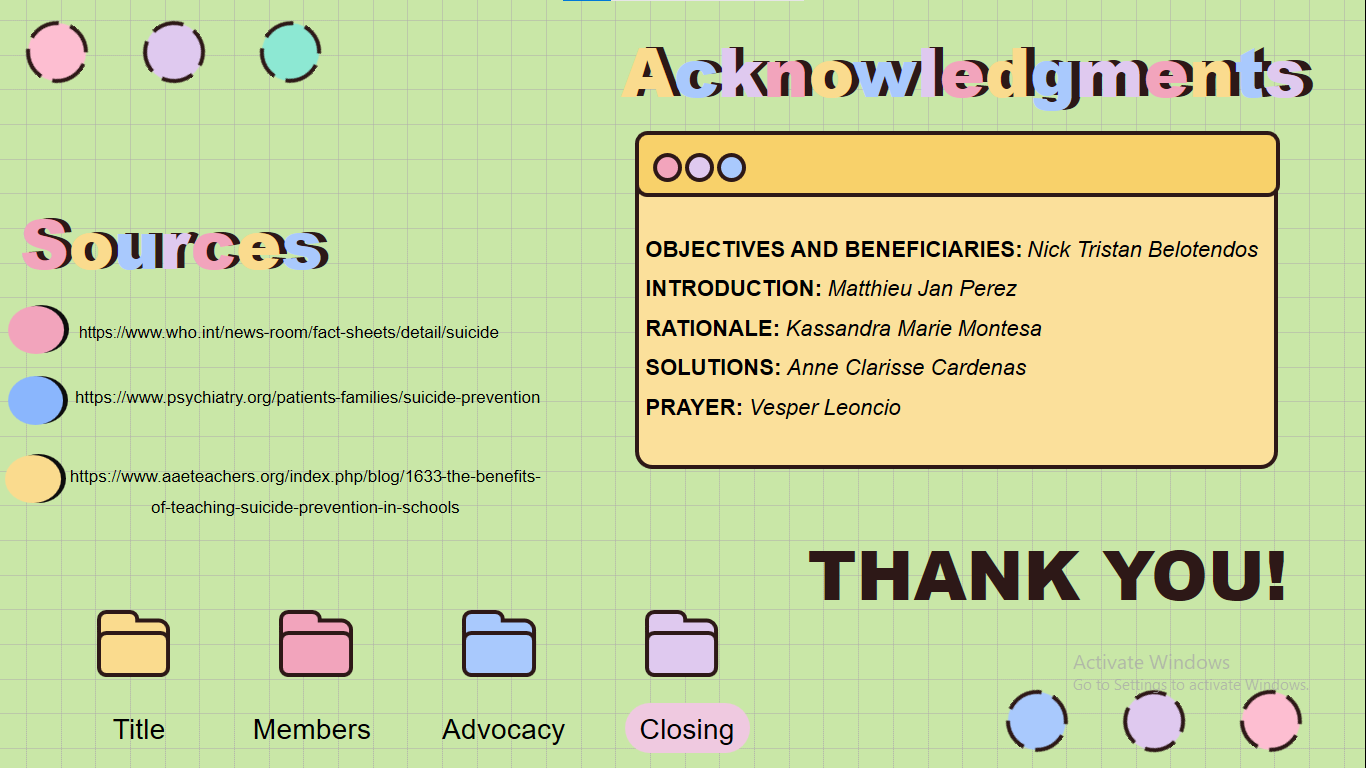 Acknowledgments
OBJECTIVES AND BENEFICIARIES: Nick Tristan Belotendos
INTRODUCTION: Matthieu Jan Perez
RATIONALE: Kassandra Marie Montesa
SOLUTIONS: Anne Clarisse Cardenas
PRAYER: Vesper Leoncio
Sources
https://www.who.int/news-room/fact-sheets/detail/suicide
https://www.psychiatry.org/patients-families/suicide-prevention
https://www.aaeteachers.org/index.php/blog/1633-the-benefits-
of-teaching-suicide-prevention-in-schools
THANK YOU!
Activate Windows
Go to Settings to activate Windows.
Title
Members
Advocacy
Closing